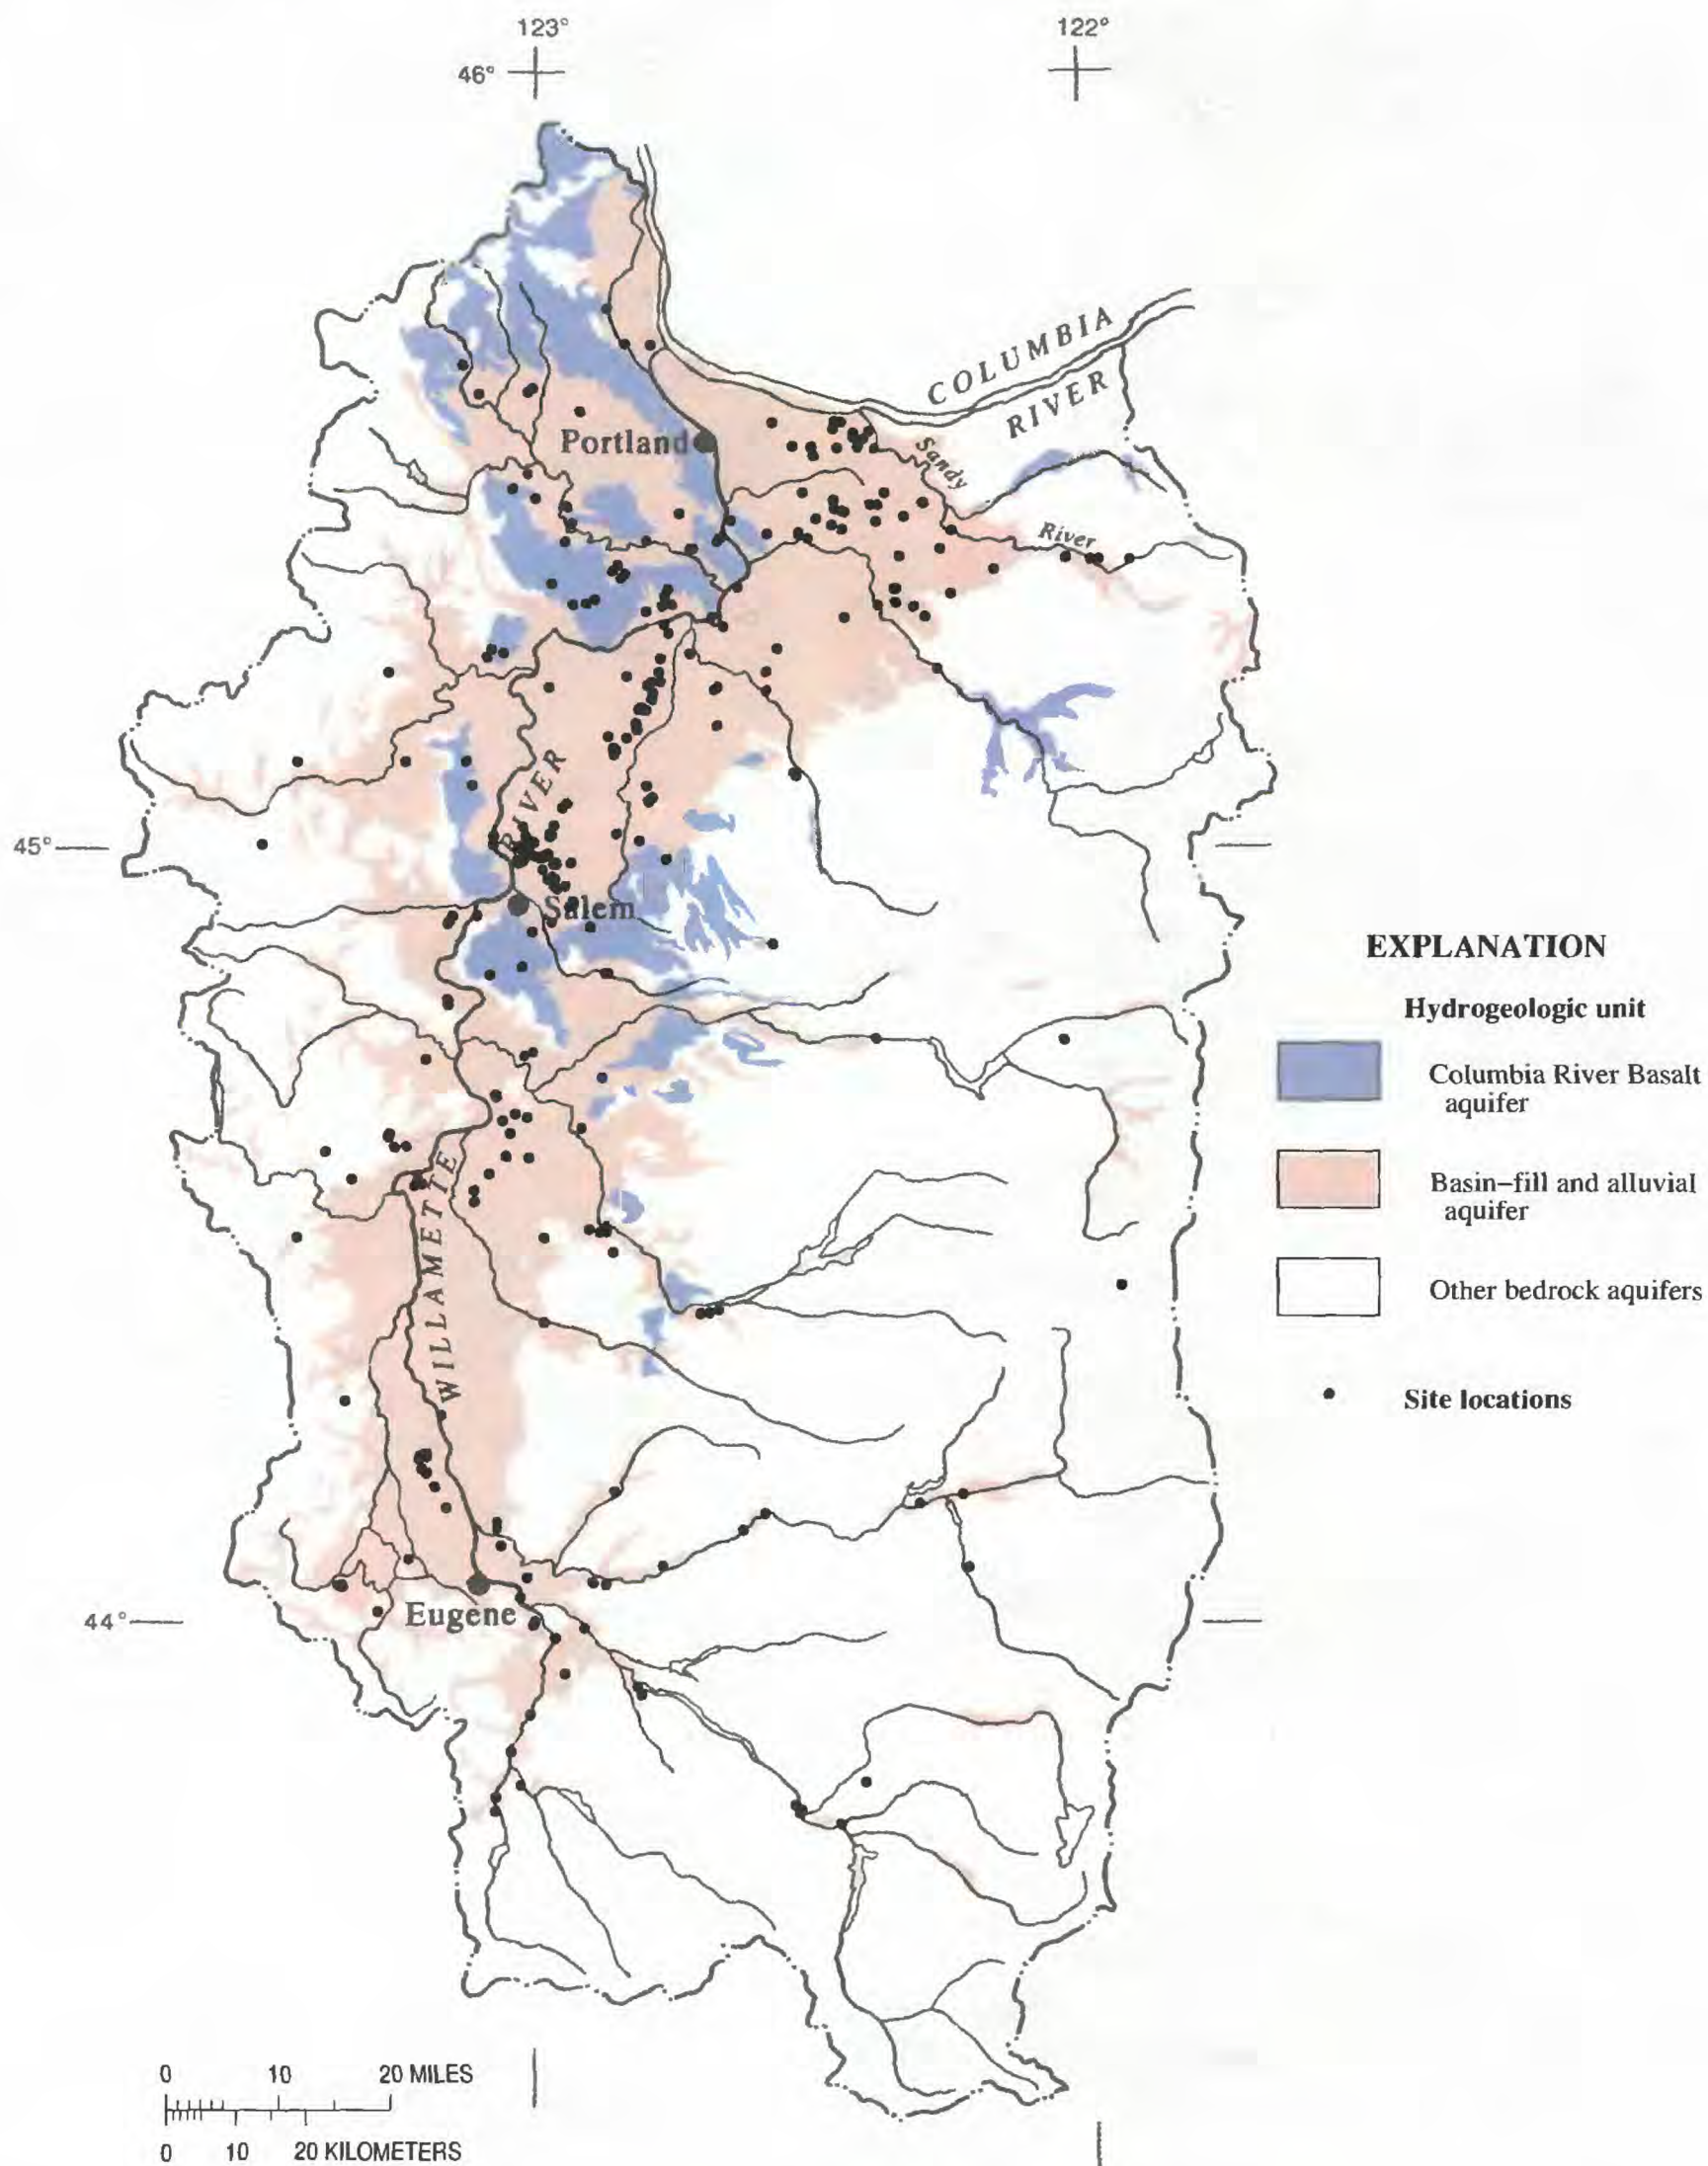 123°
122°
46°
COLUMBIA
RIVER
Portland
Sandy
River
RIVER
45°
Salem
EXPLANATION
Hydrogeologic unit
Columbia River Basalt
aquifer
Basin–fill and alluvial
aquifer
WILLAMETTE
Other bedrock aquifers
Site locations
44°
Eugene
0 10 20 MILES
0 10 20 KILOMETERS